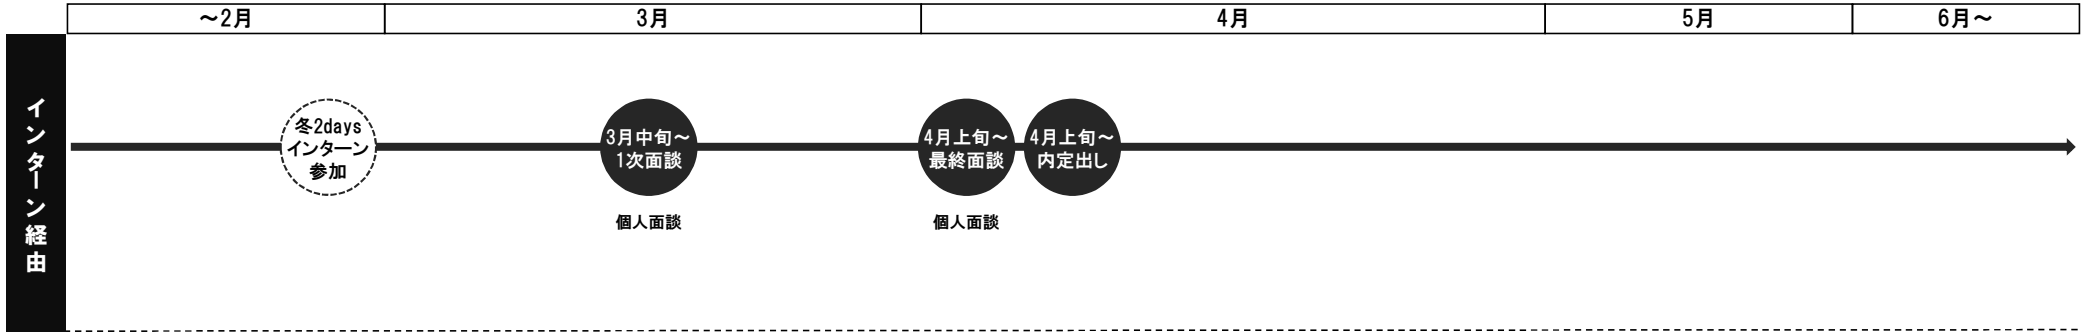 ～2月
3月
4月
5月
6月～
インターン経由
冬2days
インターン
参加
3月中旬～
1次面談
4月上旬～
最終面談
4月上旬～
内定出し
個人面談
個人面談